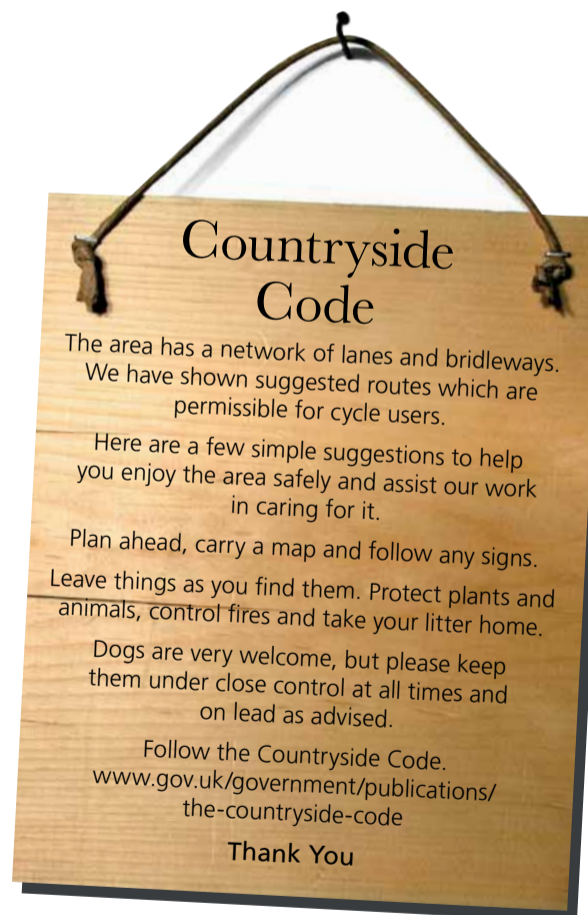 Countryside
Code
The area has a network of lanes and bridleways.
We have shown suggested routes which are
permissible for cycle users.
Here are a few simple suggestions to help
you enjoy the area safely and assist our work
in caring for it.
Plan ahead, carry a map and follow any signs.
Leave things as you find them. Protect plants and
animals, control fires and take your litter home.
Dogs are very welcome, but please keep
them under close control at all times and
on lead as advised.
Follow the Countryside Code.
www.gov.uk/government/publications/
the-countryside-code
Thank You